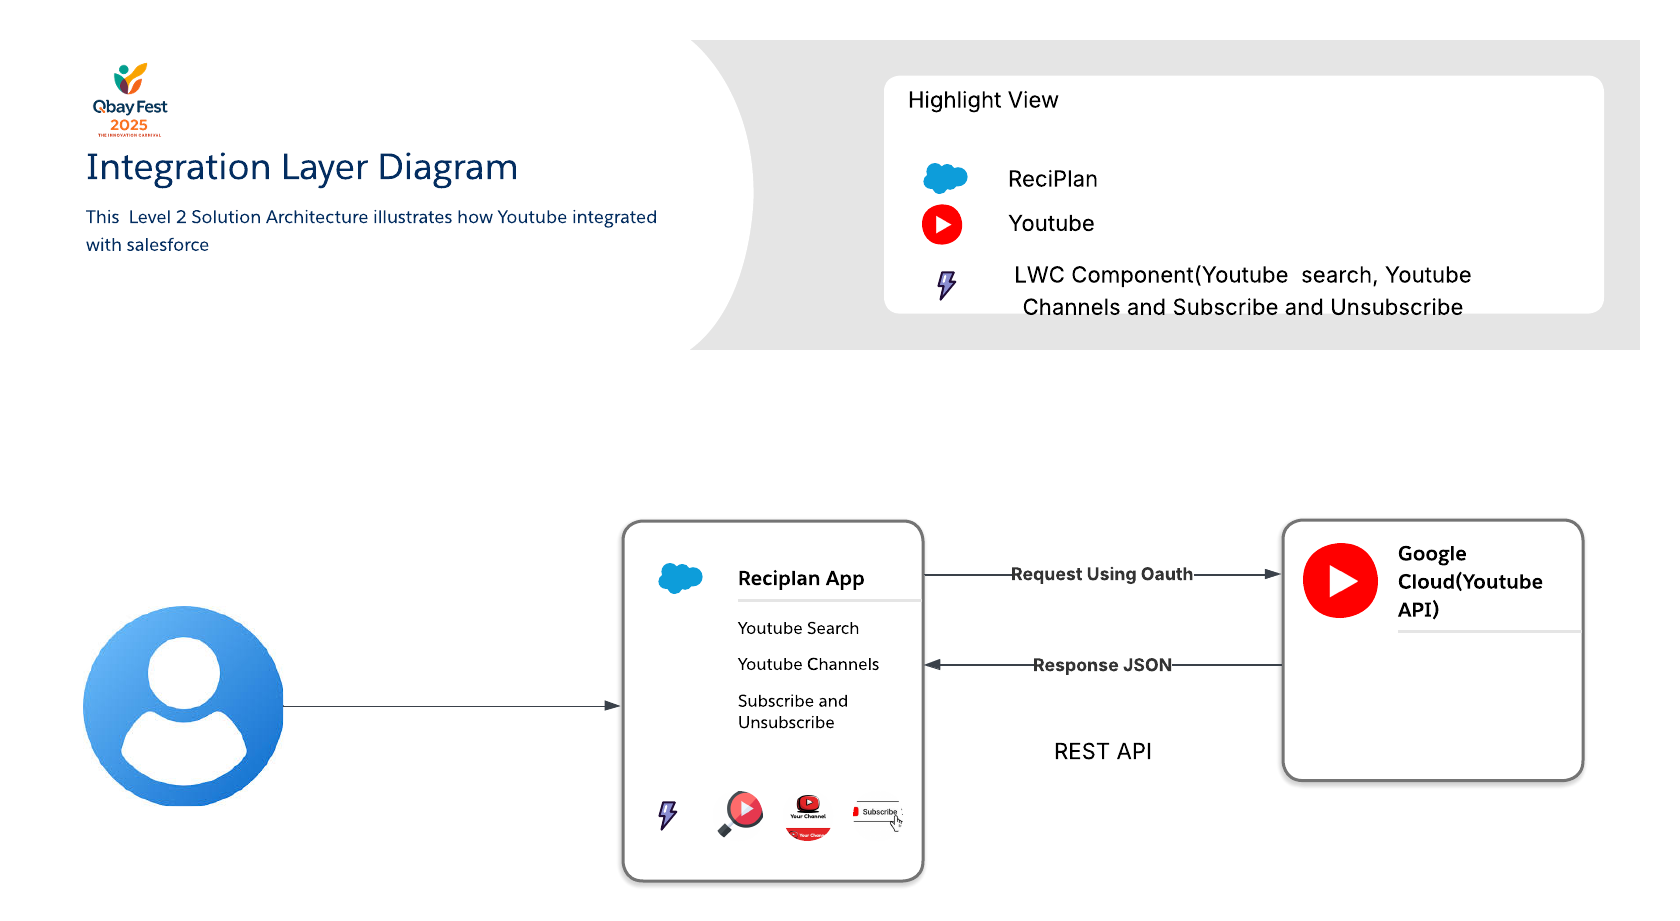 Qbay Fest
2025
THE INNOVATION CARNIVAL
Integration Layer Diagram
This  Level 2 Solution Architecture illustrates how Youtube integrated
with salesforce
Highlight View
ReciPlan
Youtube
LWC Component(Youtube  search, Youtube
Channels and Subscribe and Unsubscribe
Reciplan App
Youtube Search
Youtube Channels
Subscribe and
Unsubscribe
Your Channel
Your Channel
Subscribe
Request Using Oauth
Response JSON
REST API
Google
Cloud(Youtube
API)